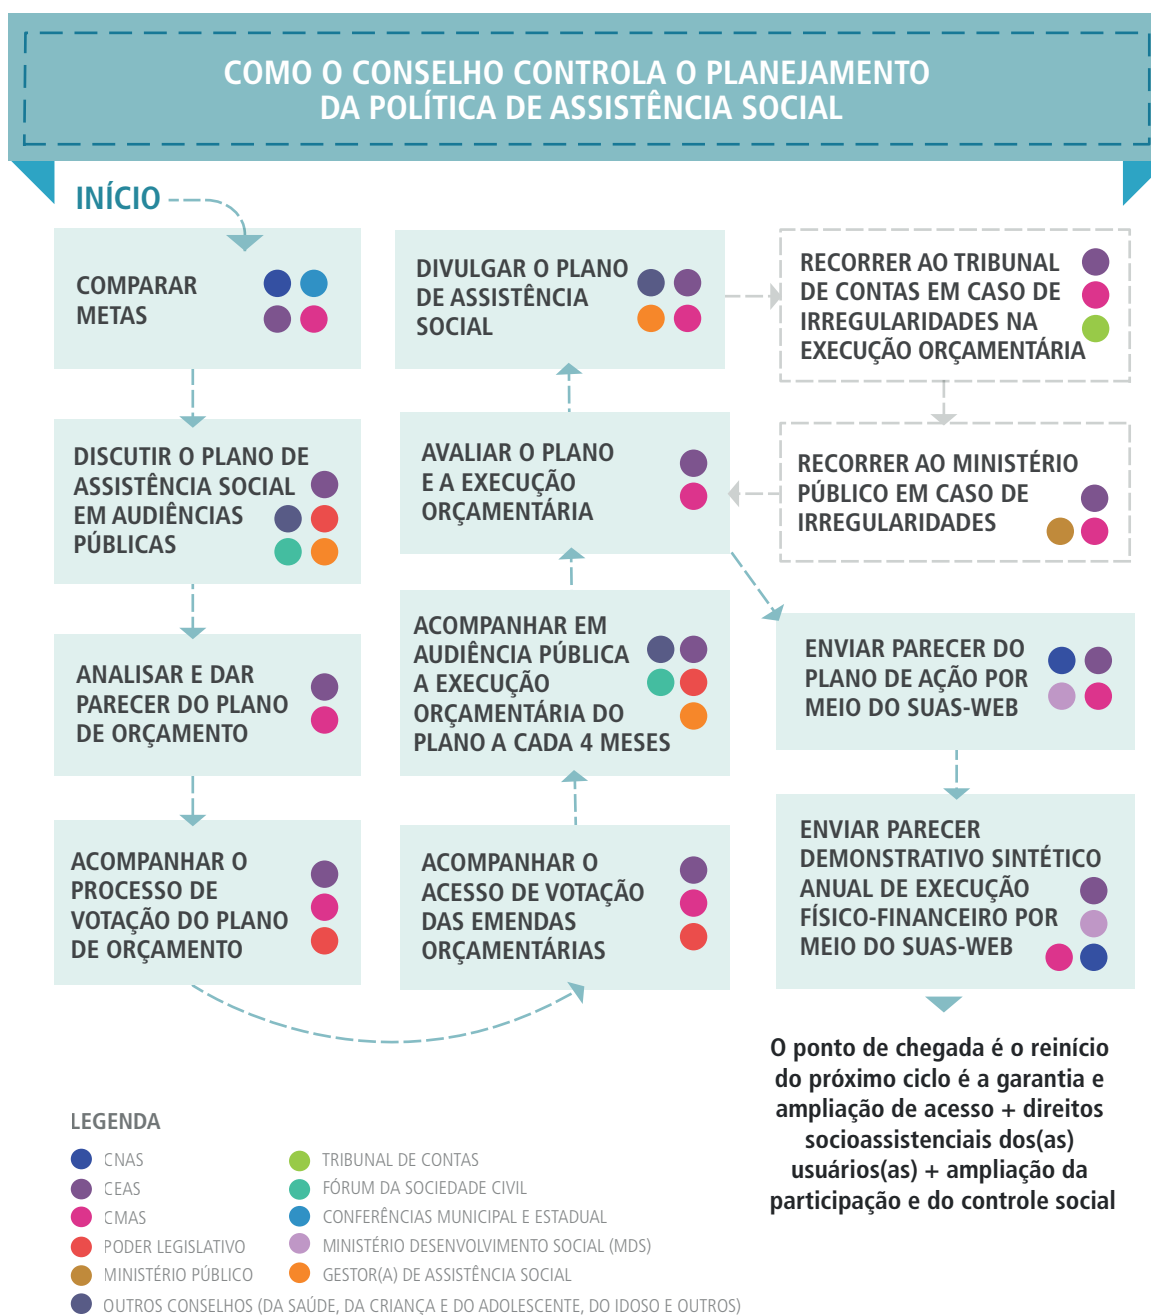 COMO O CONSELHO CONTROLA O PLANEJAMENTO
DA POLÍTICA DE ASSISTÊNCIA SOCIAL
INÍCIO
COMPARAR
METAS
DISCUTIR O PLANO DE
ASSISTÊNCIA SOCIAL
EM AUDIÊNCIAS
PÚBLICAS
ANALISAR E DAR
PARECER DO PLANO
DE ORÇAMENTO
ACOMPANHAR O
PROCESSO DE
VOTAÇÃO DO PLANO
DE ORÇAMENTO
ACOMPANHAR O
ACESSO DE VOTAÇÃO
DAS EMENDAS
ORÇAMENTÁRIAS
ACOMPANHAR EM
AUDIÊNCIA PÚBLICA
A EXECUÇÃO
ORÇAMENTÁRIA DO
PLANO A CADA 4 MESES
AVALIAR O PLANO
E A EXECUÇÃO
ORÇAMENTÁRIA
DIVULGAR O PLANO
DE ASSISTÊNCIA
SOCIAL
RECORRER AO TRIBUNAL
DE CONTAS EM CASO DE
IRREGULARIDADES NA
EXECUÇÃO ORÇAMENTÁRIA
RECORRER AO MINISTÉRIO
PÚBLICO EM CASO DE
IRREGULARIDADES
ENVIAR PARECER DO
PLANO DE AÇÃO POR
MEIO DO SUAS-WEB
ENVIAR PARECER
DEMONSTRATIVO SINTÉTICO
ANUAL DE EXECUÇÃO
FÍSICO-FINANCEIRO POR
MEIO DO SUAS-WEB
O ponto de chegada é o reinício
do próximo ciclo é a garantia e
ampliação de acesso + direitos
socioassistenciais dos(as)
usuários(as) + ampliação da
participação e do controle social
LEGENDA
CNAS
CEAS
CMAS
PODER LEGISLATIVO
MINISTÉRIO PÚBLICO
OUTROS CONSELHOS (DA SAÚDE, DA CRIANÇA E DO ADOLESCENTE, DO IDOSO E OUTROS)
TRIBUNAL DE CONTAS
FÓRUM DA SOCIEDADE CIVIL
CONFERÊNCIAS MUNICIPAL E ESTADUAL
MINISTÉRIO DESENVOLVIMENTO SOCIAL (MDS)
GESTOR(A) DE ASSISTÊNCIA SOCIAL